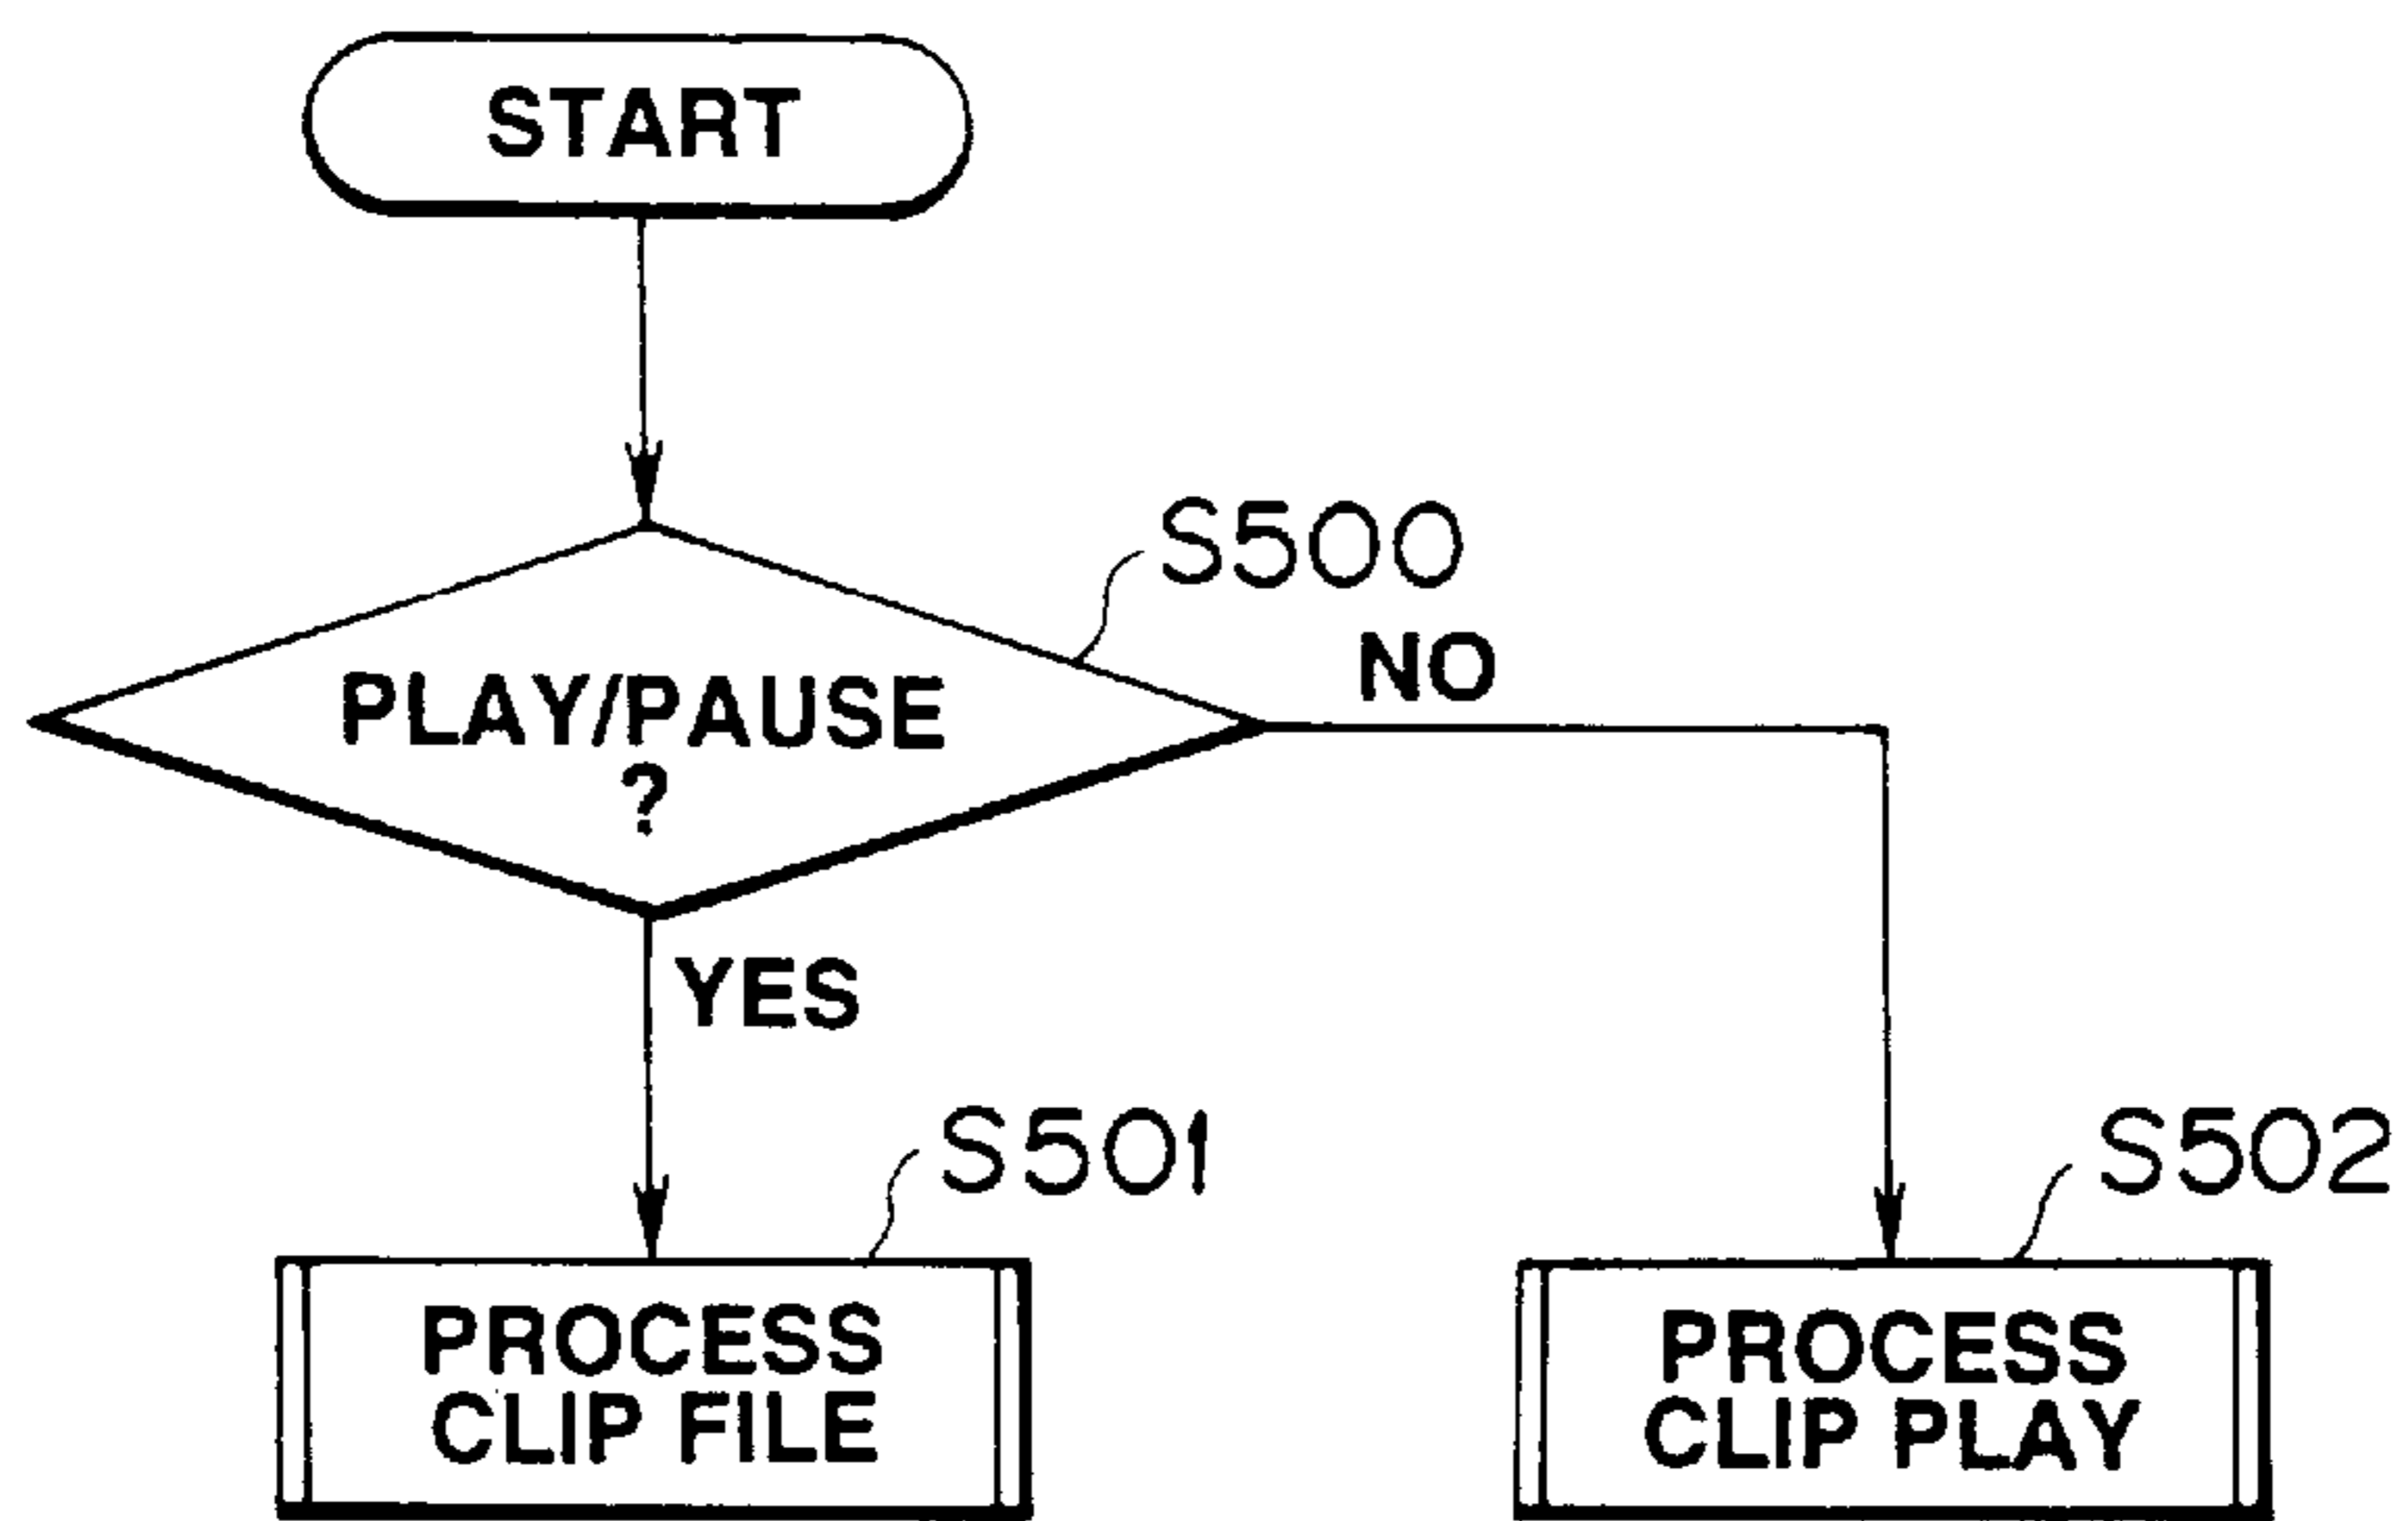 START
S500
NO
PLAY/PAUSE
?
YES
S501
S502
PROCESS
CLIP FILE
PROCESS
CLIP PLAY